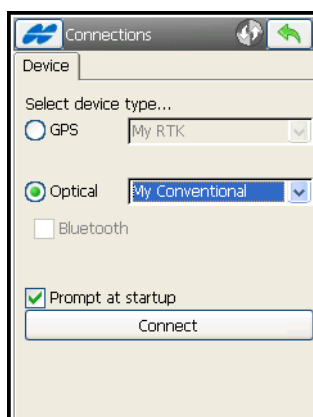 Connections
Device
Select device type...
GPS My RTK
Optical My Conventional
Bluetooth
Prompt at startup
Connect